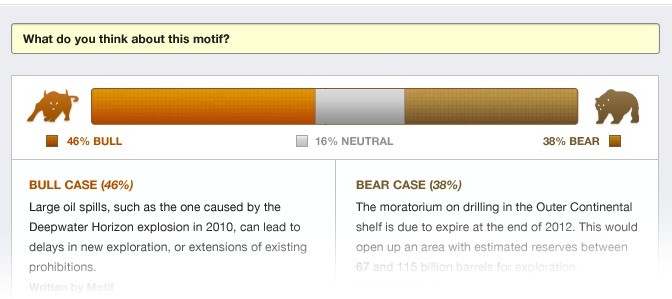 What do you think about this motif?
46% BULL
16% NEUTRAL
38% BEAR
BULL CASE (46%)
Large oil spills, such as the one caused by the
Deepwater Horizon explosion in 2010, can lead to
delays in new exploration, or extensions of existing
prohibitions.
Written by Motif
BEAR CASE (38%)
The moratorium on drilling in the Outer Continental
shelf is due to expire at the end of 2012. This would
open up an area with estimated reserves between
67 and 115 billion barrels for exploration.